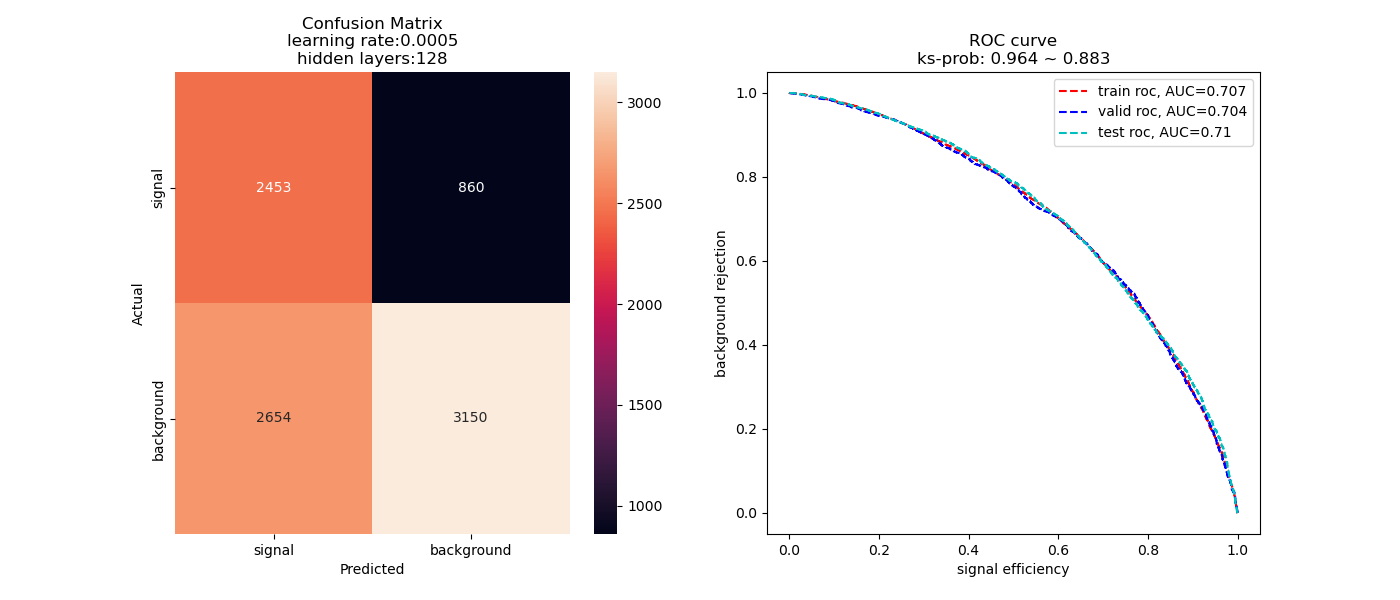 Confusion Matrix
learning rate:0.0005
hidden layers:128
signal
background
Actual
2453
860
2654
3150
signal
background
Predicted
3000
2500
2000
1500
1000
ROC curve
ks-prob: 0.964 ~ 0.883
train roc, AUC=0.707
valid roc, AUC=0.704
test roc, AUC=0.71
background rejection
1.0
0.8
0.6
0.4
0.2
0.0
0.0
0.2
0.4
0.6
0.8
1.0
signal efficiency